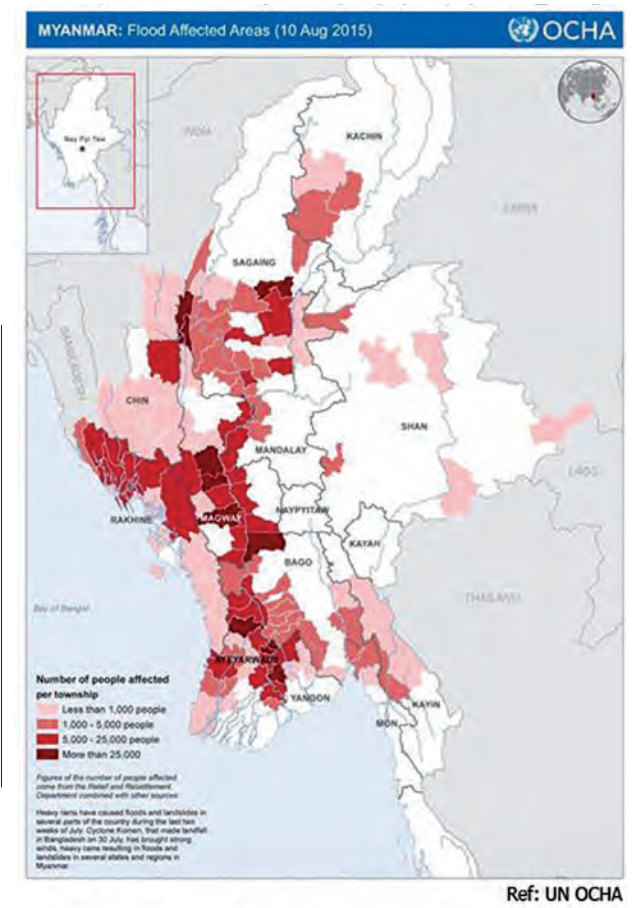 MYANMAR: Flood Affected Areas (10 Aug 2015)
OCHA
Nay Pyi Taw
INDIA
KACHIN
CHINA
SAGAING
BANGLADESH
CHIN
SHAN
MANDALAY
LAOS
RAKHINE
MAGWAY
NAYPYITAW
KAYAH
BAGO
THAILAND
Bay of Bengal
AYEYARWADY
YANGON
KAYIN
MON
Number of people affected
per township
Less than 1,000 people
1,000 - 5,000 people
5,000 - 25,000 people
More than 25,000
Figures of the number of people affected
come from the Relief and Resettlement
Department combined with other sources
Heavy rains have caused floods and landslides in
several parts of the country during the last two
weeks of July. Cyclone Komen, that made landfall
in Bangladesh on 30 July, has brought strong
winds, heavy rains resulting in floods and
landslides in several states and regions in
Myanmar
Ref: UN OCHA